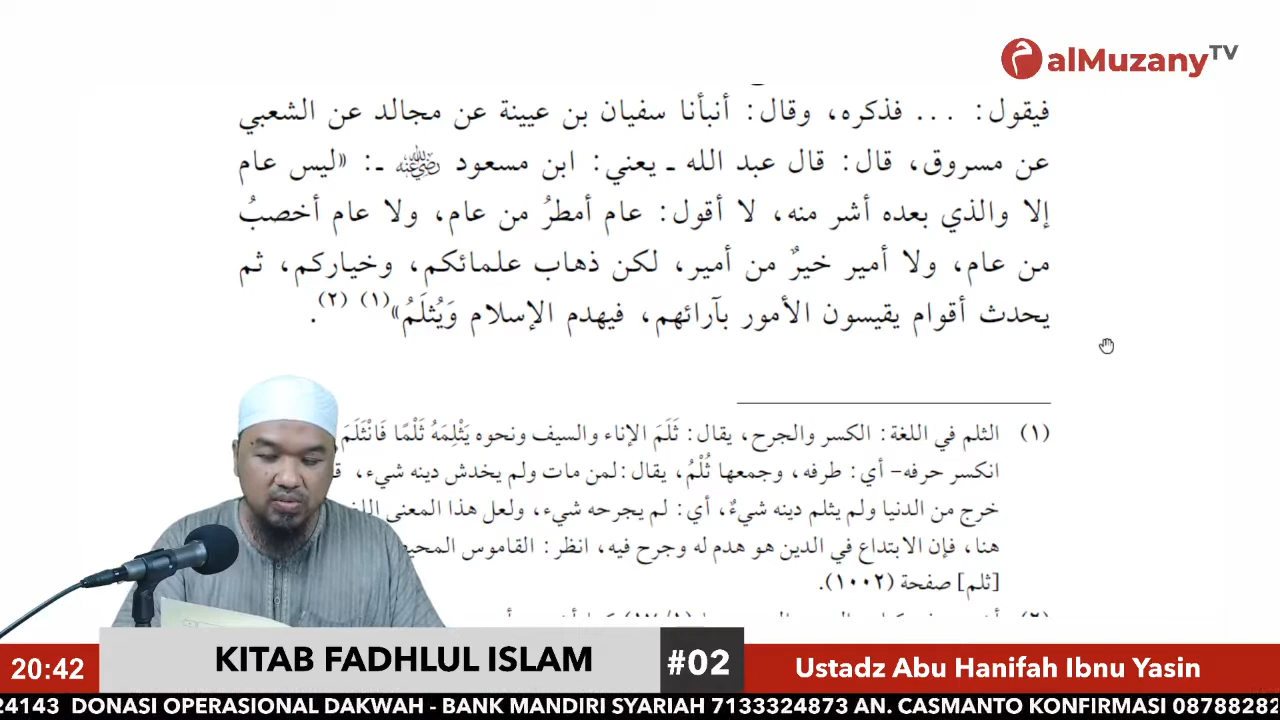 alMuzanyTV
فيقول: ... فذكره، وقال: أنبأنا سفيان بن عيينة عن مجالد عن الشعبي
عن مسروق، قال: قال عبد الله ـ يعني: ابن مسعود رضي الله عنه ـ: «ليس عام
إلا والذي بعده أشر منه، لا أقول: عام أمطرُ من عام، ولا عام أخصبُ
من عام، ولا أمير خيرٌ من أمير، لكن ذهاب علمائكم، وخياركم، ثم
يحدث أقوام يقيسون الأمور بآرائهم، فيهدم الإسلام وَيُثلَمُ»(١) (٢).
(١) الثلم في اللغة: الكسر والجرح، يقال: ثَلَمَ الإناء والسيف ونحوه يَثْلِمَهُ ثَلْمًا فَانْثَلَمَ
انكسر حرفه- أي: طرفه، وجمعها ثُلْمُ، يقال: لمن مات ولم يخدش دينه شيء،
خرج من الدنيا ولم يثلم دينه شيءٌ، أي: لم يجرحه شيء، ولعل هذا المعنى
هنا، فإن الابتداع في الدين هو هدم له وجرح فيه، انظر: القاموس
[ثلم] صفحة (١٠٠٢).
20:42
KITAB FADHLUL ISLAM
#02
Ustadz Abu Hanifah Ibnu Yasin
24143 DONASI OPERASIONAL DAKWAH - BANK MANDIRI SYARIAH 7133324873 AN. CASMANTO KONFIRMASI 08788282